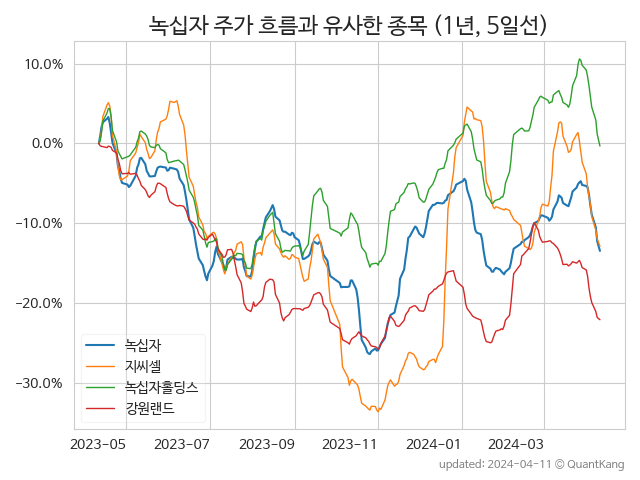 녹십자 주가 흐름과 유사한 종목 (1년, 5일선)
10.0%
0.0%
-10.0%
-20.0%
-30.0%
녹십자
지씨셀
녹십자홀딩스
강원랜드
2023-05 2023-07 2023-09 2023-11 2024-01 2024-03
updated: 2024-04-11 © QuantKang